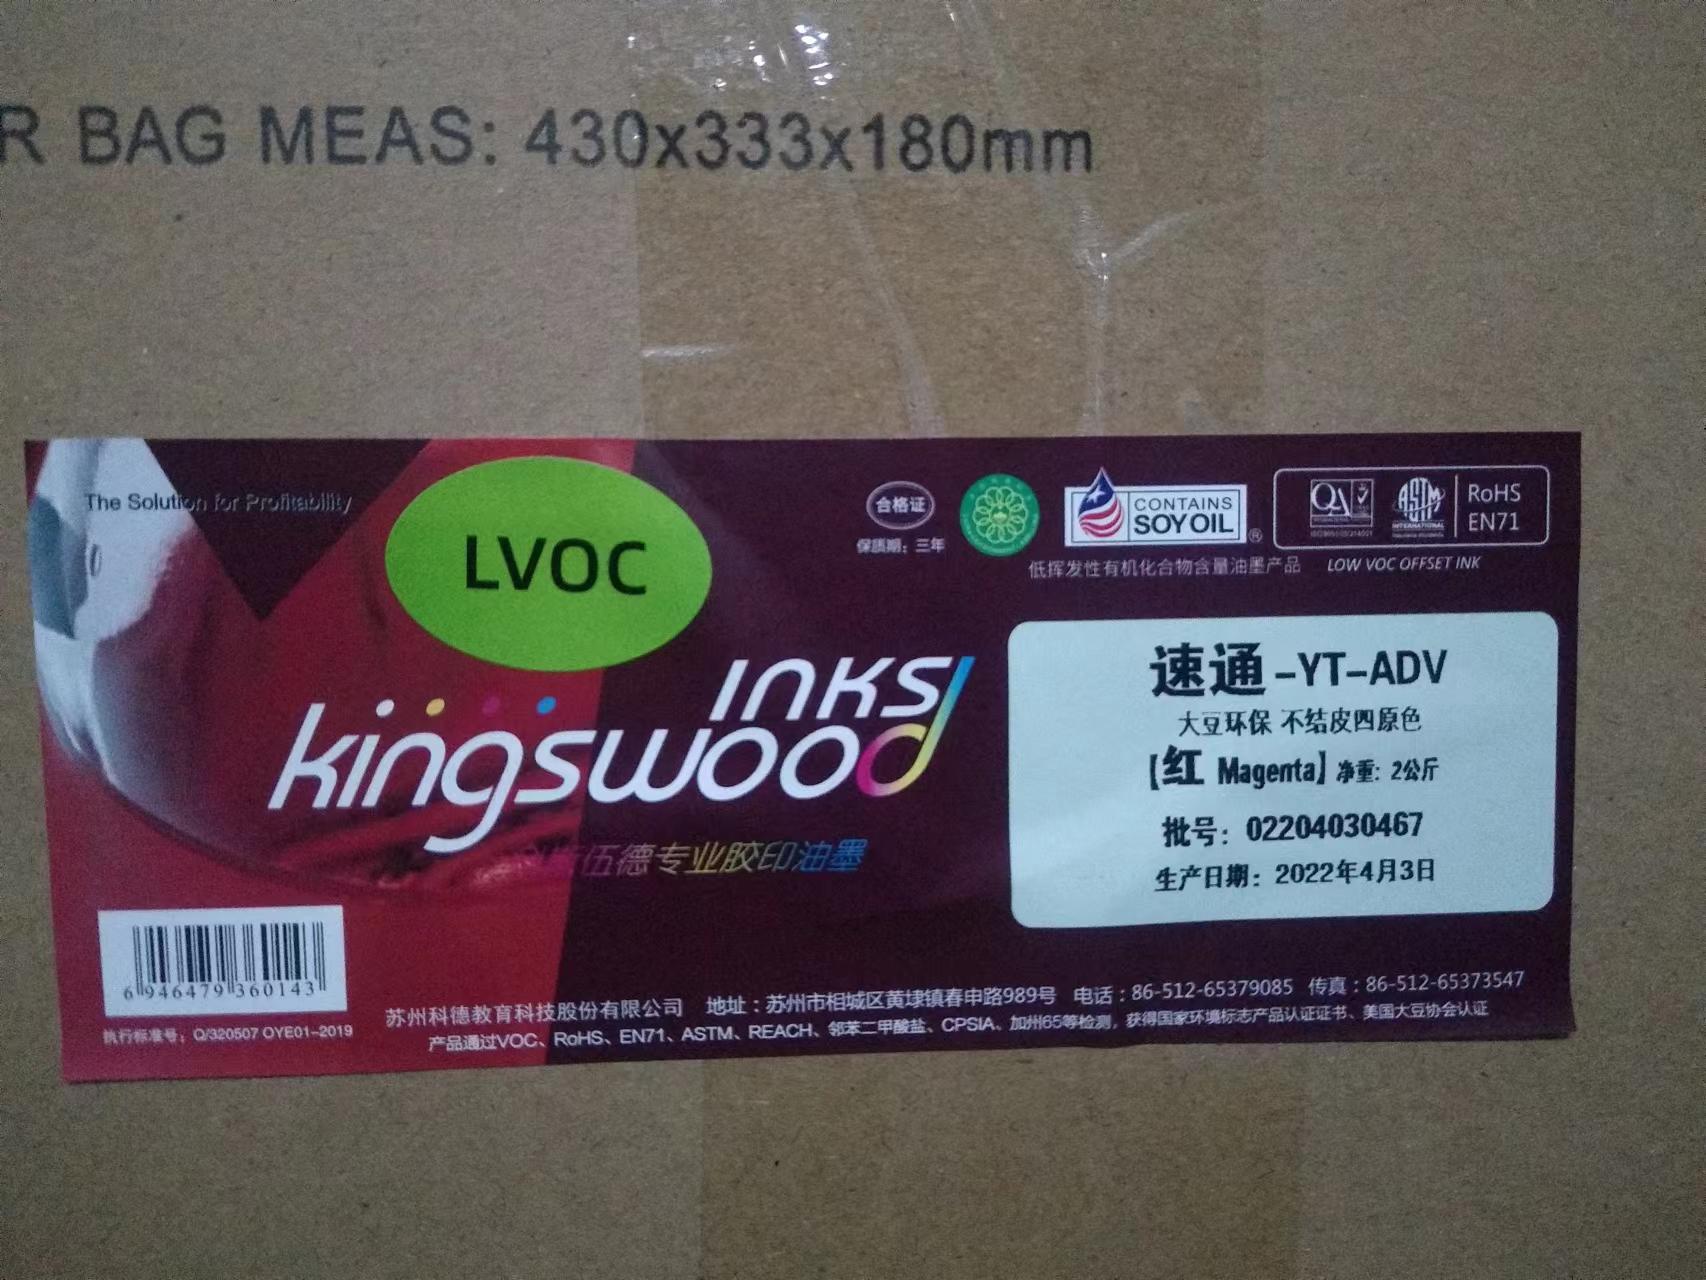 R BAG MEAS: 430x333x180mm
The Solution for Profitability
LVOC
合格证
保质期：三年
CONTAINS
SOY OIL
®
QA
ASTM
INTERNATIONAL
RoHS
EN71
低挥发性有机化合物含量油墨产品 LOW VOC OFFSET INK
INKS
kingswood
伍德专业胶印油墨
速通-YT-ADV
大豆环保 不结皮四原色
【红 Magenta】净重: 2公斤
批号: 02204030467
生产日期: 2022年4月3日
6 946479 360143
执行标准号: Q/320507 OYE01-2019
苏州科德教育科技股份有限公司 地址：苏州市相城区黄埭镇春申路989号 电话：86-512-65379085 传真：86-512-65373547
产品通过VOC、RoHS、EN71、ASTM、REACH、邻苯二甲酸盐、CPSIA、加州65等检测，获得国家环境标志产品认证证书、美国大豆协会认证